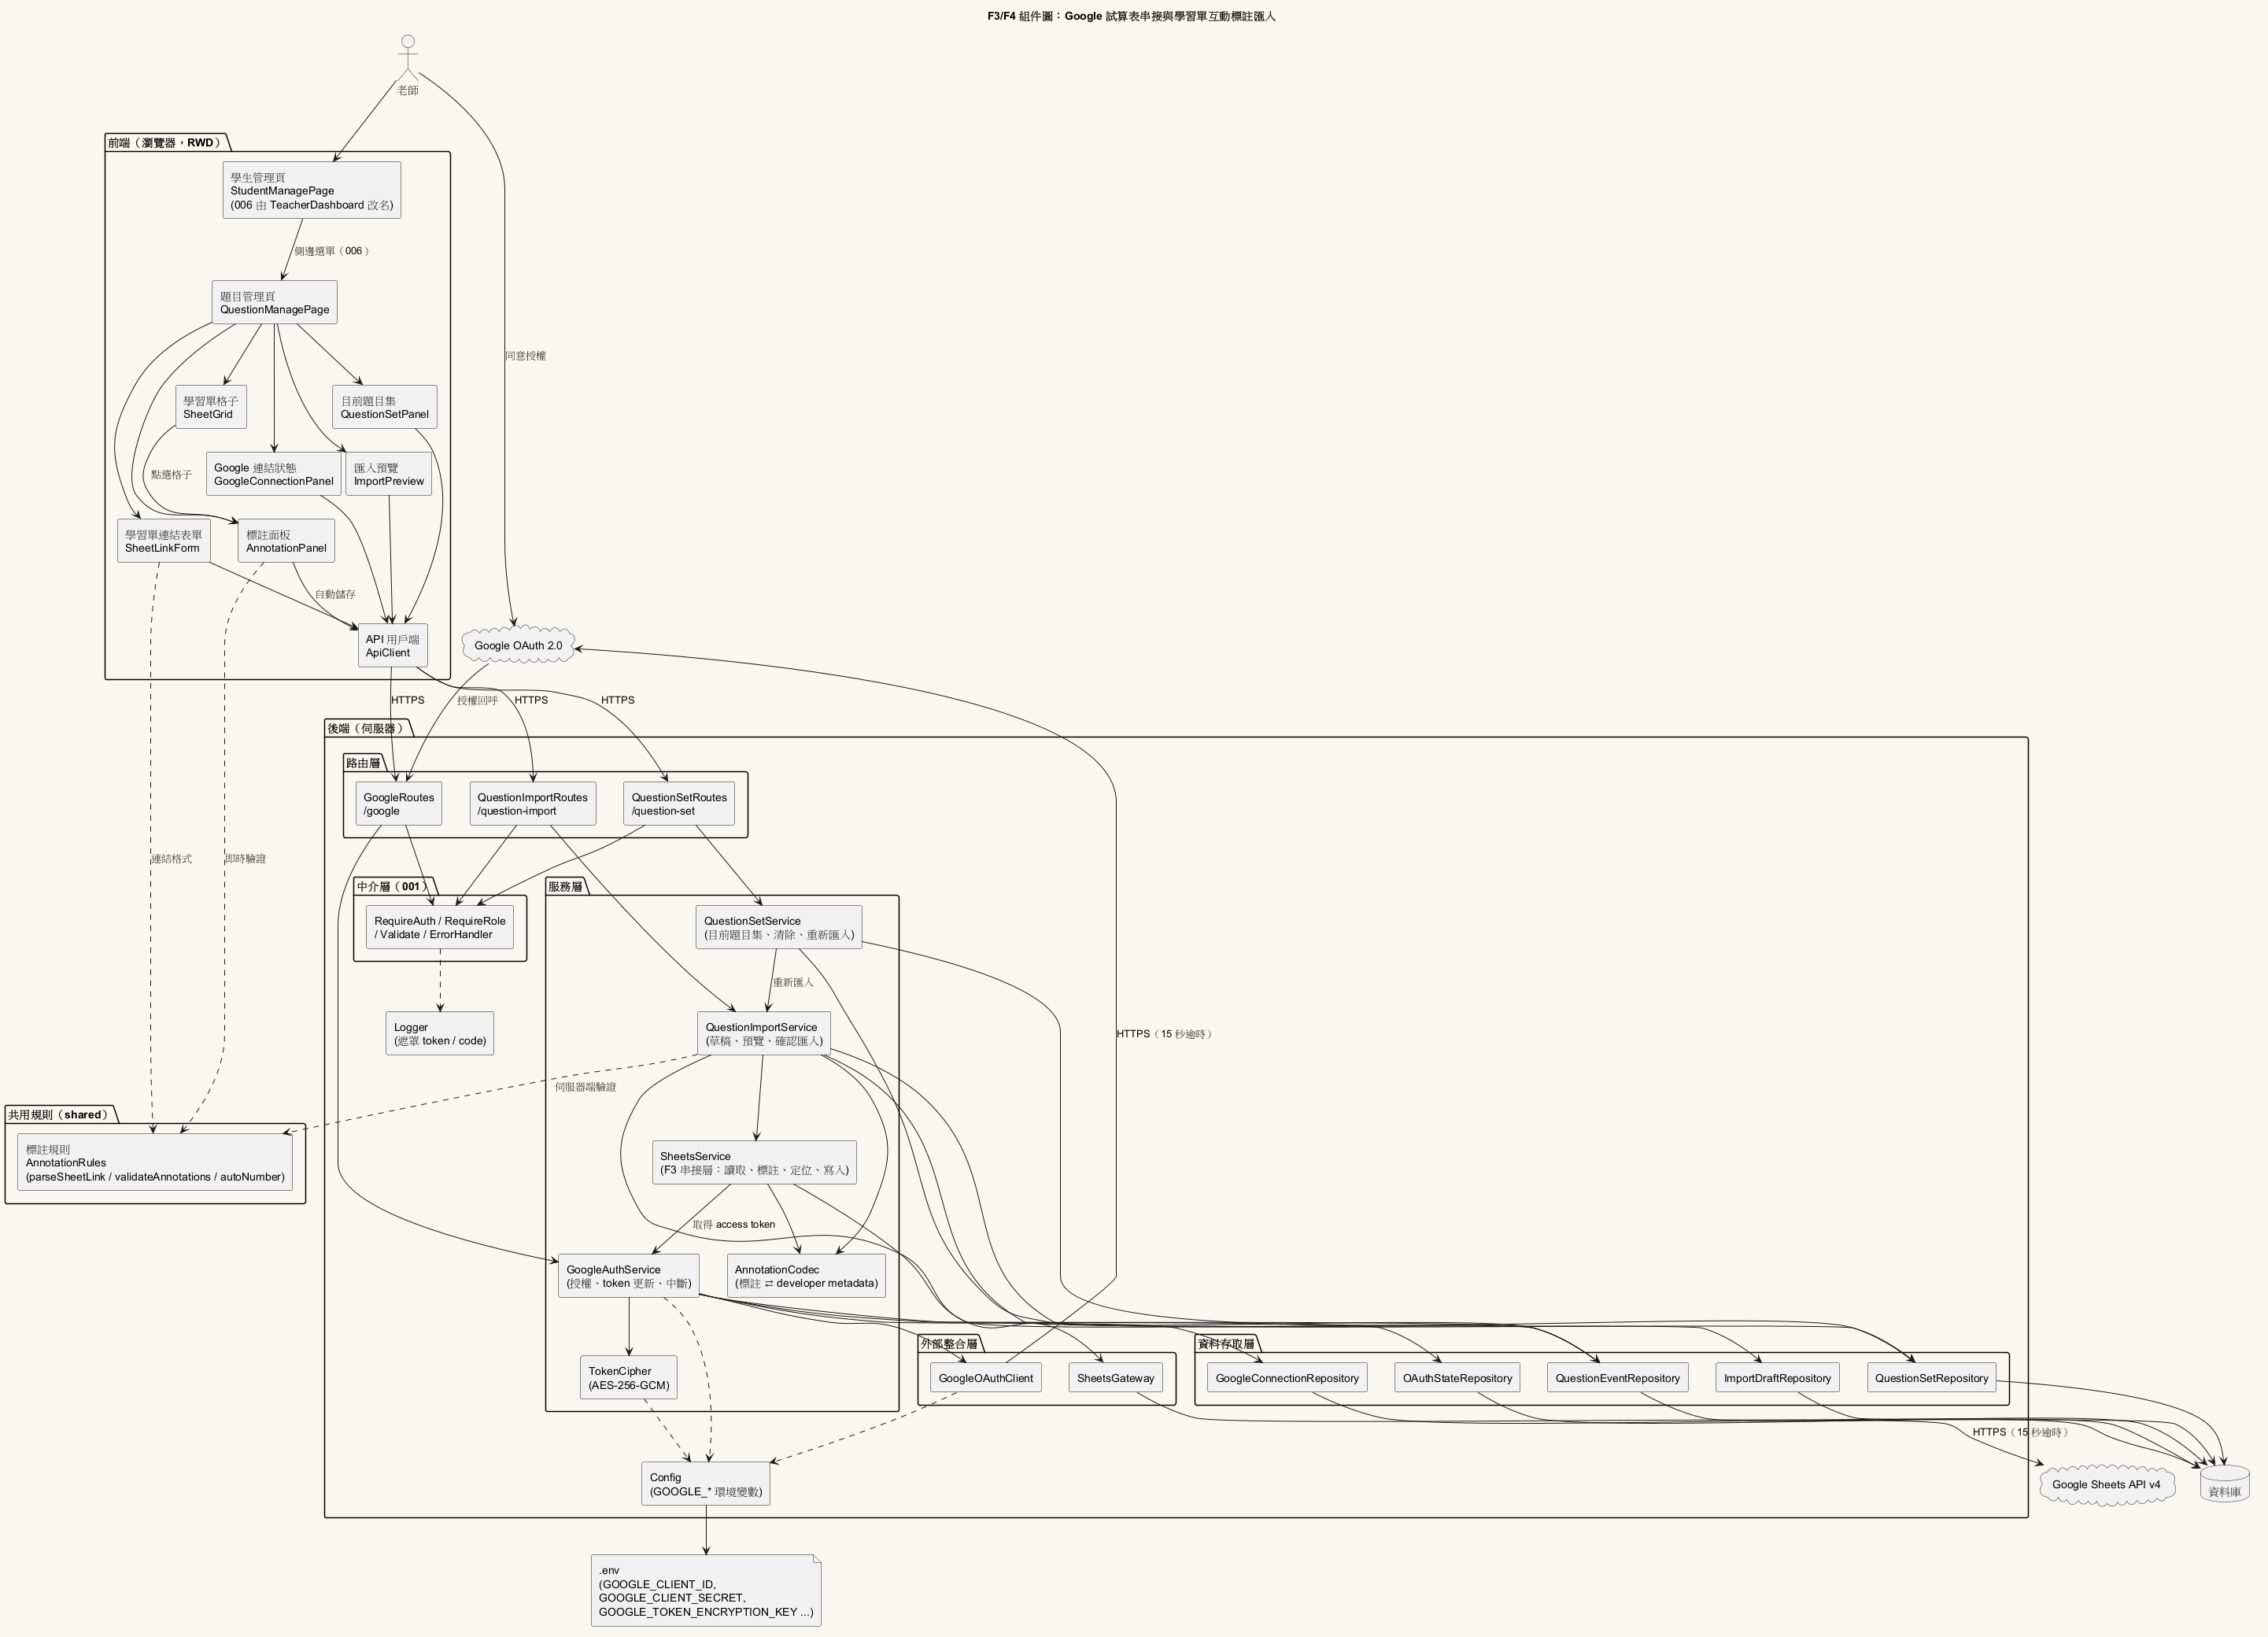 F3/F4 組件圖：Google 試算表串接與學習單互動標註匯入
老師
前端（瀏覽器，RWD）
學生管理頁
StudentManagePage
(006 由 TeacherDashboard 改名)
側邊選單（006）
題目管理頁
QuestionManagePage
同意授權
學習單格子
SheetGrid
目前題目集
QuestionSetPanel
點選格子
Google 連結狀態
GoogleConnectionPanel
匯入預覽
ImportPreview
學習單連結表單
SheetLinkForm
標註面板
AnnotationPanel
自動儲存
API 用戶端
ApiClient
Google OAuth 2.0
HTTPS
授權回呼
HTTPS
HTTPS
後端（伺服器）
路由層
GoogleRoutes
/google
QuestionImportRoutes
/question-import
QuestionSetRoutes
/question-set
連結格式
即時驗證
中介層（001）
RequireAuth / RequireRole
/ Validate / ErrorHandler
服務層
QuestionSetService
(目前題目集、清除、重新匯入)
重新匯入
Logger
(遮罩 token / code)
QuestionImportService
(草稿、預覽、確認匯入)
HTTPS（15 秒逾時）
伺服器端驗證
共用規則（shared）
標註規則
AnnotationRules
(parseSheetLink / validateAnnotations / autoNumber)
SheetsService
(F3 串接層：讀取、標註、定位、寫入)
取得 access token
GoogleAuthService
(授權、token 更新、中斷)
AnnotationCodec
(標註 ⇄ developer metadata)
TokenCipher
(AES-256-GCM)
外部整合層
GoogleOAuthClient
SheetsGateway
資料存取層
GoogleConnectionRepository
OAuthStateRepository
QuestionEventRepository
ImportDraftRepository
QuestionSetRepository
HTTPS（15 秒逾時）
Config
(GOOGLE_* 環境變數)
Google Sheets API v4
資料庫
.env
(GOOGLE_CLIENT_ID,
GOOGLE_CLIENT_SECRET,
GOOGLE_TOKEN_ENCRYPTION_KEY ...)